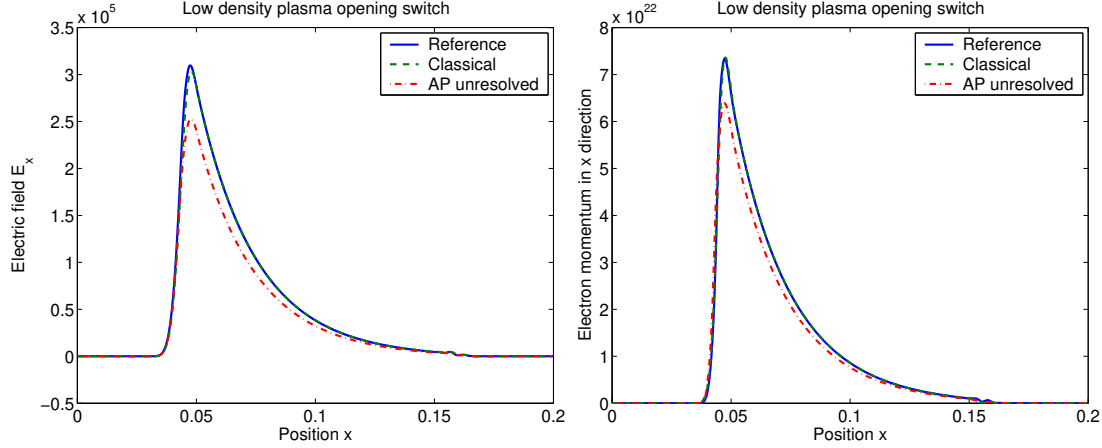 Low density plasma opening switch
x 10^5
3.5
3
2.5
2
1.5
1
0.5
0
−0.5
0
0.05
0.1
0.15
0.2
Position x
Electric field E_x
Reference
Classical
AP unresolved
Low density plasma opening switch
x 10^22
8
7
6
5
4
3
2
1
0
0
0.05
0.1
0.15
0.2
Position x
Electron momentum in x direction
Reference
Classical
AP unresolved